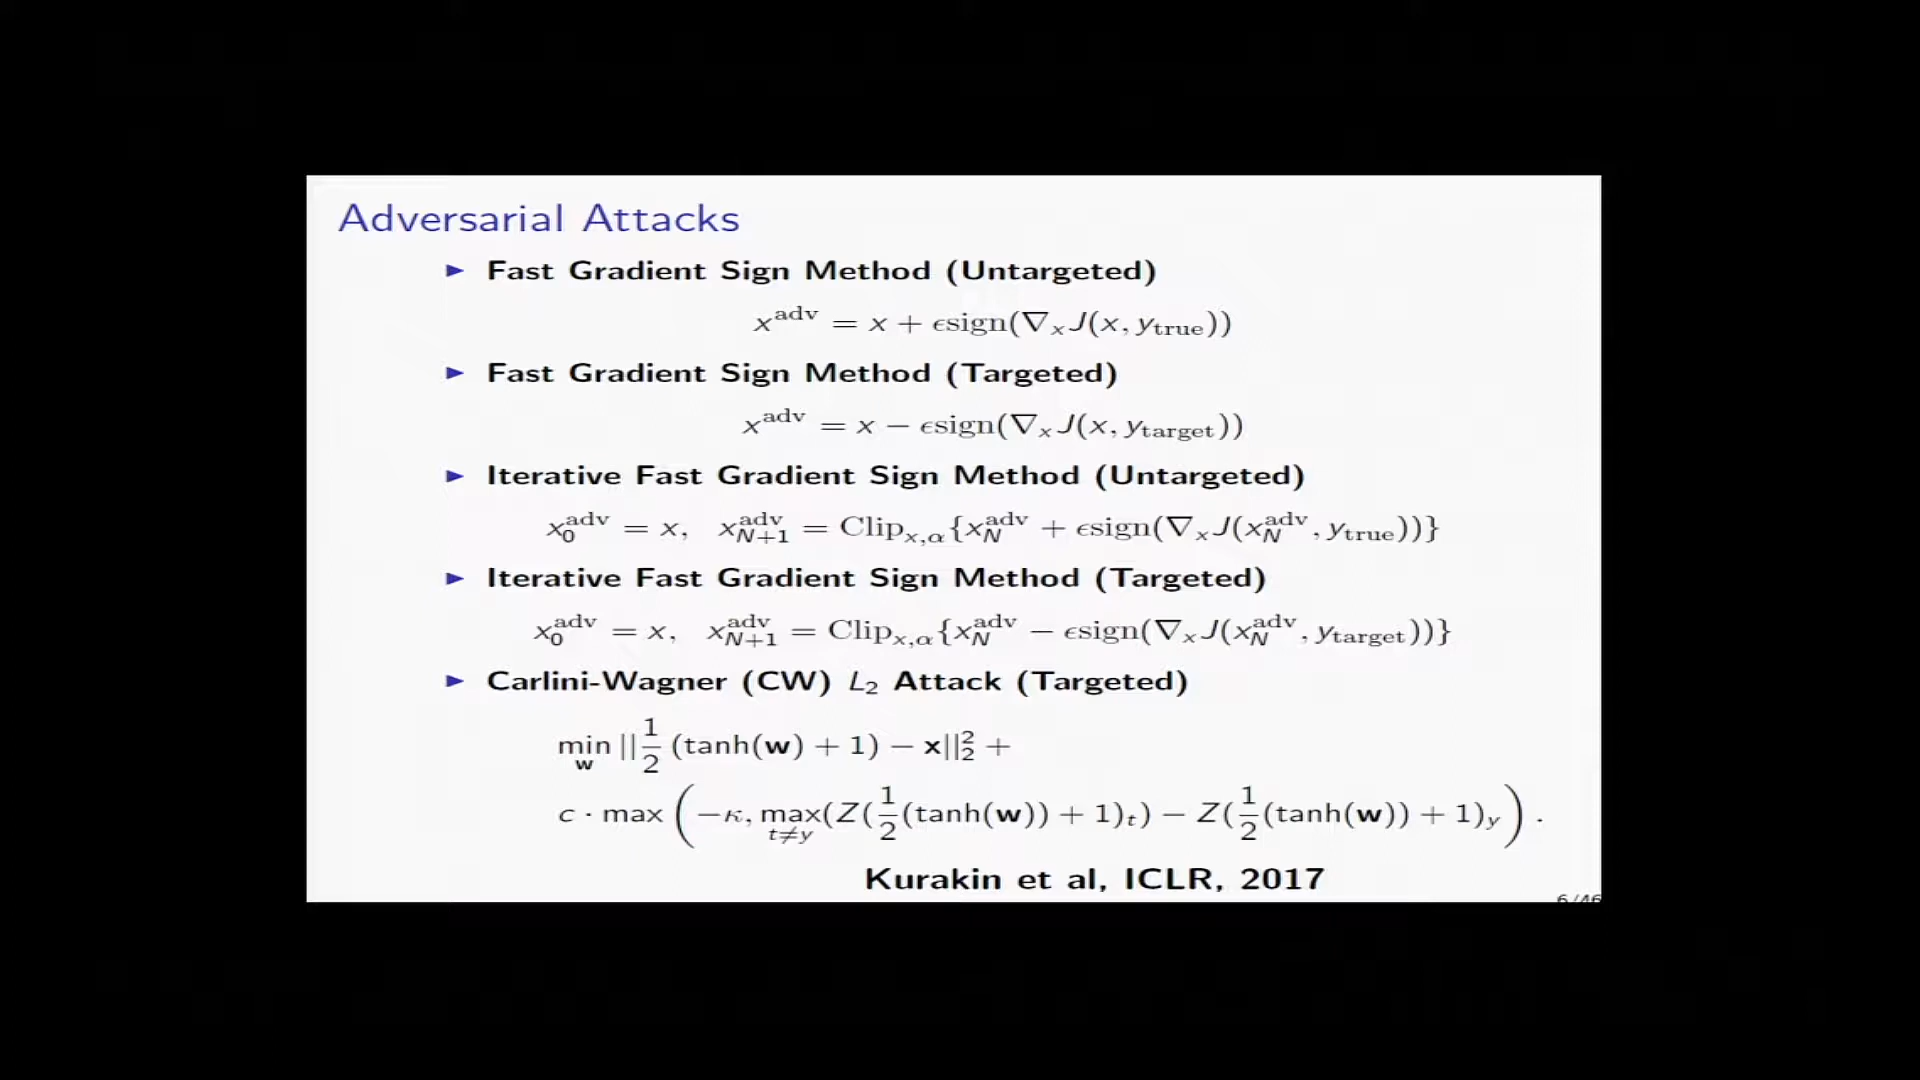 Adversarial Attacks
▶ Fast Gradient Sign Method (Untargeted)
x^adv = x + ϵsign(∇_x J(x, y_true))
▶ Fast Gradient Sign Method (Targeted)
x^adv = x − ϵsign(∇_x J(x, y_target))
▶ Iterative Fast Gradient Sign Method (Untargeted)
x_0^adv = x, x_{N+1}^adv = Clip_{x,α}{x_N^adv + ϵsign(∇_x J(x_N^adv, y_true))}
▶ Iterative Fast Gradient Sign Method (Targeted)
x_0^adv = x, x_{N+1}^adv = Clip_{x,α}{x_N^adv − ϵsign(∇_x J(x_N^adv, y_target))}
▶ Carlini-Wagner (CW) L_2 Attack (Targeted)
min_w ||1/2 (tanh(w) + 1) − x||_2^2 +
c · max (−κ, max_{t≠y}(Z(1/2(tanh(w)) + 1)_t) − Z(1/2(tanh(w)) + 1)_y) .
Kurakin et al, ICLR, 2017
6/46